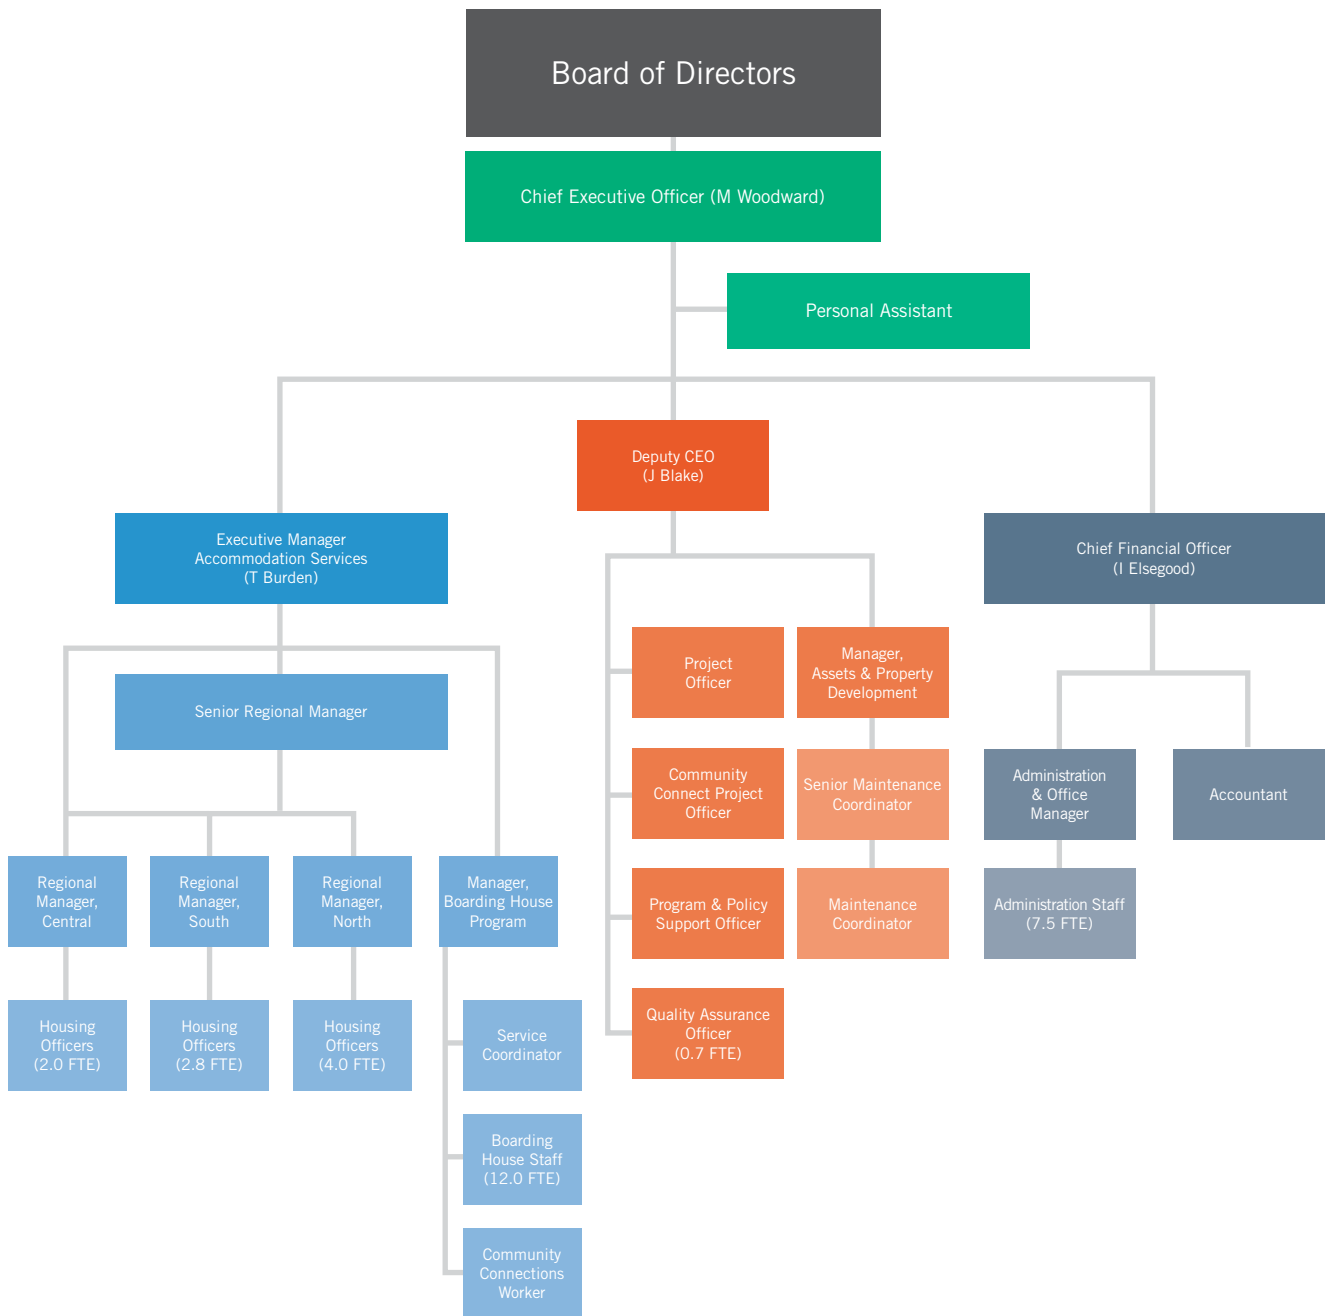 Board of Directors
Chief Executive Officer (M Woodward)
Personal Assistant
Deputy CEO
(J Blake)
Executive Manager
Accommodation Services
(T Burden)
Chief Financial Officer
(I Elsegood)
Senior Regional Manager
Project
Officer
Manager,
Assets & Property
Development
Community
Connect Project
Officer
Senior Maintenance
Coordinator
Administration
& Office
Manager
Accountant
Regional
Manager,
Central
Regional
Manager,
South
Regional
Manager,
North
Manager,
Boarding House
Program
Program & Policy
Support Officer
Maintenance
Coordinator
Administration Staff
(7.5 FTE)
Housing
Officers
(2.0 FTE)
Housing
Officers
(2.8 FTE)
Housing
Officers
(4.0 FTE)
Service
Coordinator
Quality Assurance
Officer
(0.7 FTE)
Boarding
House Staff
(12.0 FTE)
Community
Connections
Worker